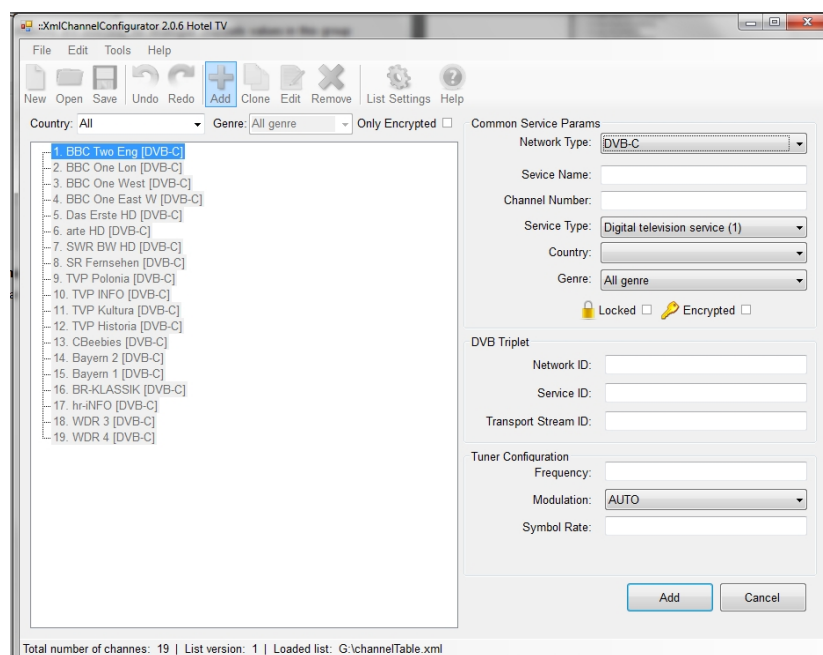 ::XmlChannelConfigurator 2.0.6 Hotel TV
File Edit Tools Help
New Open Save Undo Redo Add Clone Edit Remove List Settings Help
Country: All Genre: All genre Only Encrypted
1. BBC Two Eng [DVB-C]
2. BBC One Lon [DVB-C]
3. BBC One West [DVB-C]
4. BBC One East W [DVB-C]
5. Das Erste HD [DVB-C]
6. arte HD [DVB-C]
7. SWR BW HD [DVB-C]
8. SR Fernsehen [DVB-C]
9. TVP Polonia [DVB-C]
10. TVP INFO [DVB-C]
11. TVP Kultura [DVB-C]
12. TVP Historia [DVB-C]
13. CBeebies [DVB-C]
14. Bayern 2 [DVB-C]
15. Bayern 1 [DVB-C]
16. BR-KLASSIK [DVB-C]
17. hr-iNFO [DVB-C]
18. WDR 3 [DVB-C]
19. WDR 4 [DVB-C]
Common Service Params
Network Type: DVB-C
Sevice Name:
Channel Number:
Service Type: Digital television service (1)
Country:
Genre: All genre
Locked Encrypted
DVB Triplet
Network ID:
Service ID:
Transport Stream ID:
Tuner Configuration
Frequency:
Modulation: AUTO
Symbol Rate:
Add Cancel
Total number of channes: 19 | List version: 1 | Loaded list: G:\channelTable.xml